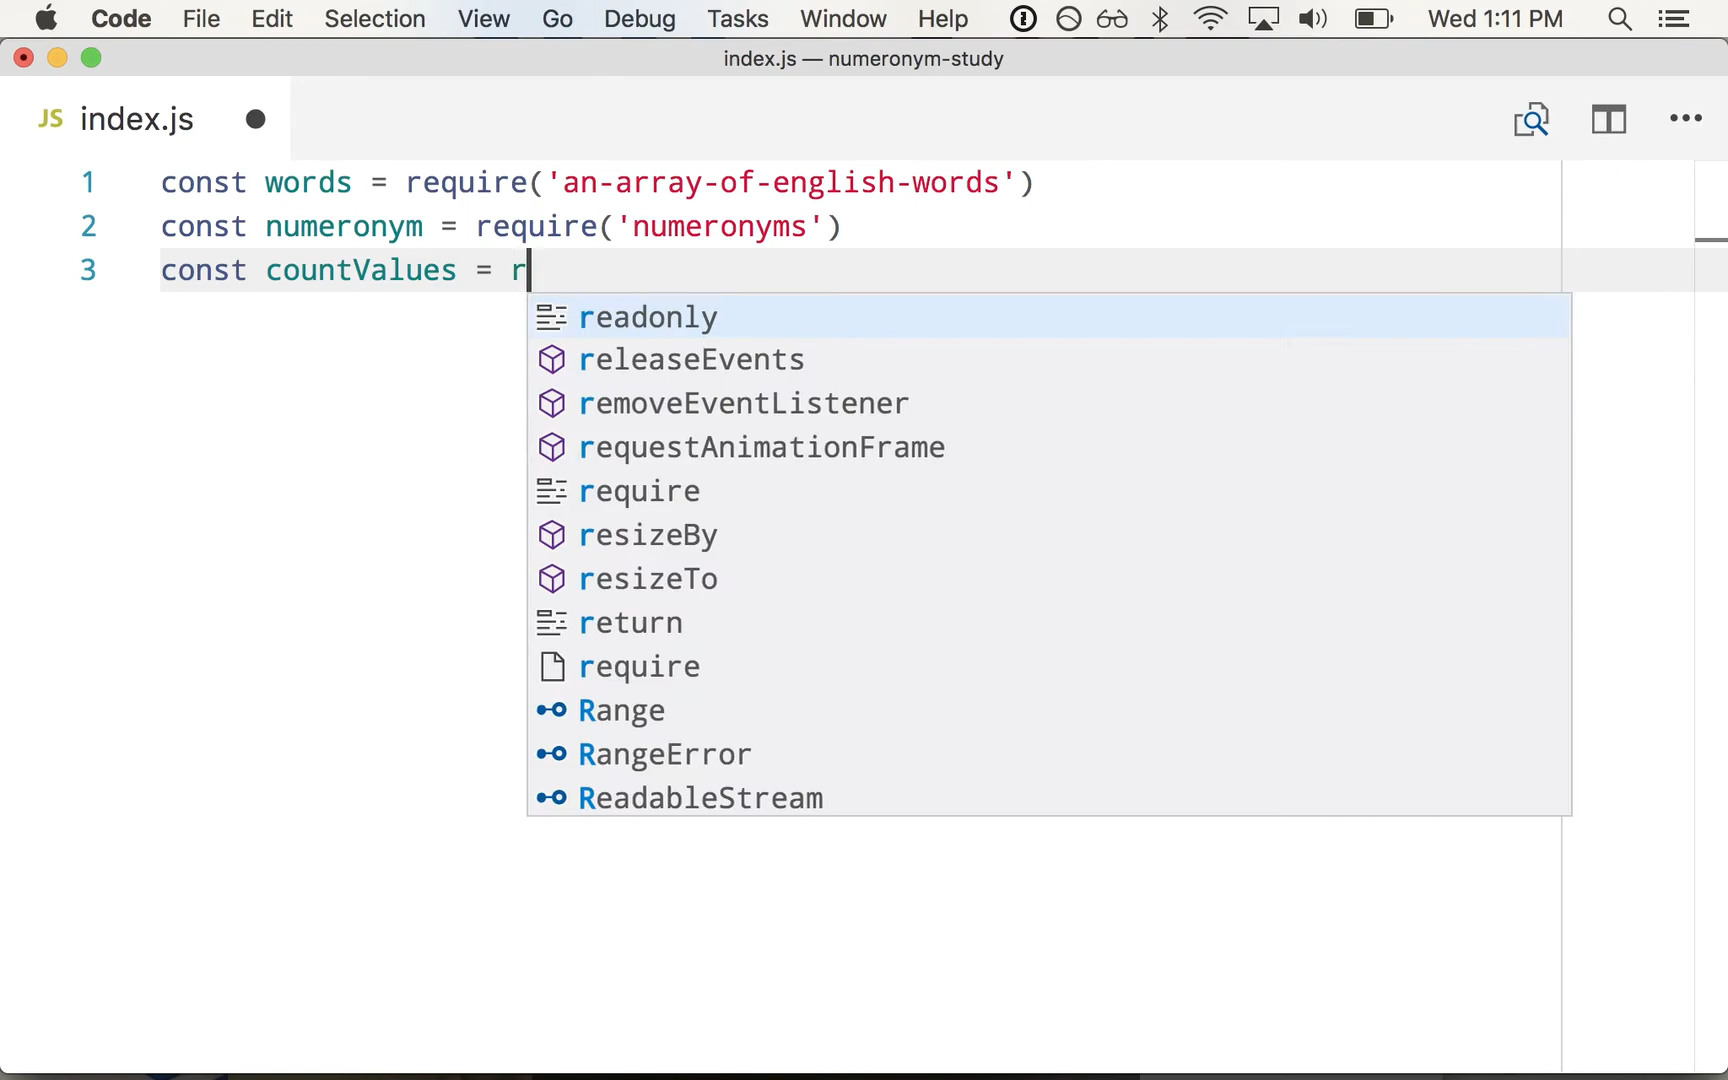 Code File Edit Selection View Go Debug Tasks Window Help Wed 1:11 PM
index.js — numeronym-study
JS index.js
1 const words = require('an-array-of-english-words')
2 const numeronym = require('numeronyms')
3 const countValues = r
readonly
releaseEvents
removeEventListener
requestAnimationFrame
require
resizeBy
resizeTo
return
require
Range
RangeError
ReadableStream